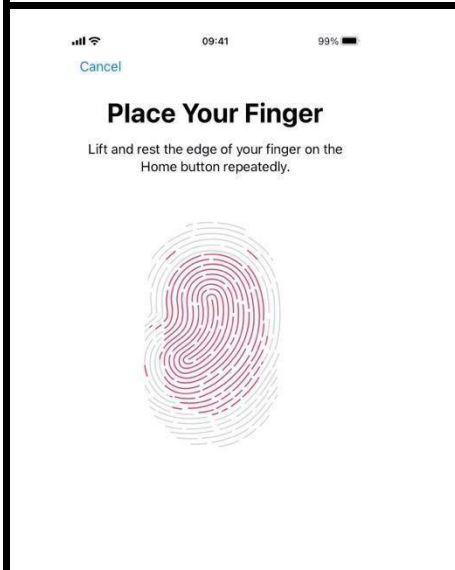 09:41
99%
Cancel
Place Your Finger
Lift and rest the edge of your finger on the
Home button repeatedly.